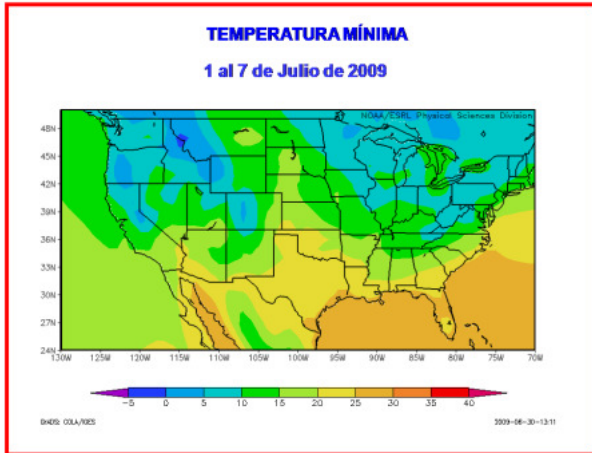 TEMPERATURA MÍNIMA
1 al 7 de Julio de 2009
NOAA/ESRL Physical Sciences Division
48N
45N
42N
39N
36N
33N
30N
27N
24N
130W 125W 120W 115W 110W 105W 100W 95W 90W 85W 80W 75W 70W
-5 0 5 10 15 20 25 30 35 40
GrADS: COLA/IGES 2009-06-30-13:11